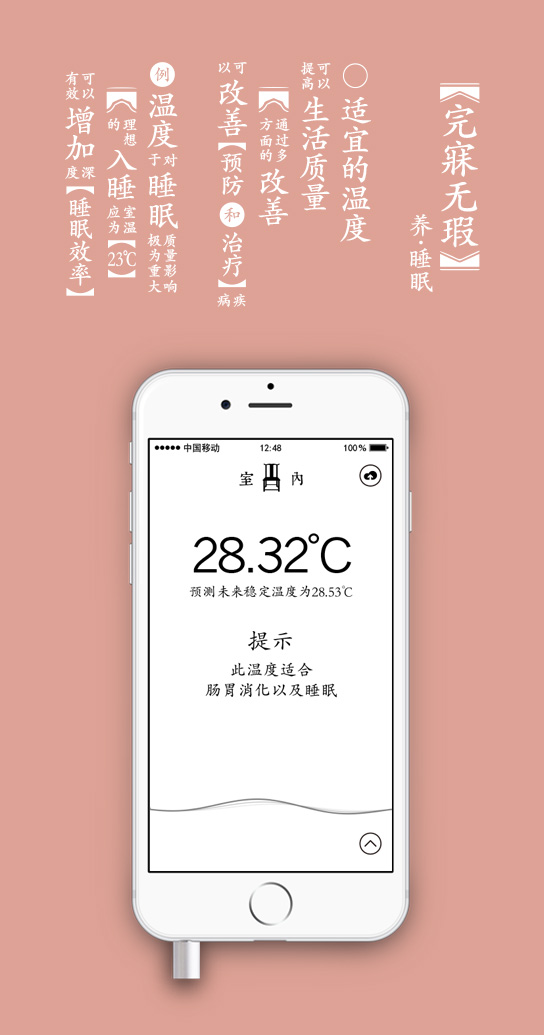 【完寐无瑕】
养·睡眠
〇适宜的温度
可以提高生活质量
【通过多方面的改善
可以改善【预防和治疗】疾病
例温度对于睡眠质量影响极为重大
【理想的入睡室温应为【23℃】
可以有效增加深度【睡眠效率】
中国移动 12:48 100%
室内
28.32℃
预测未来稳定温度为28.53℃
提示
此温度适合
肠胃消化以及睡眠